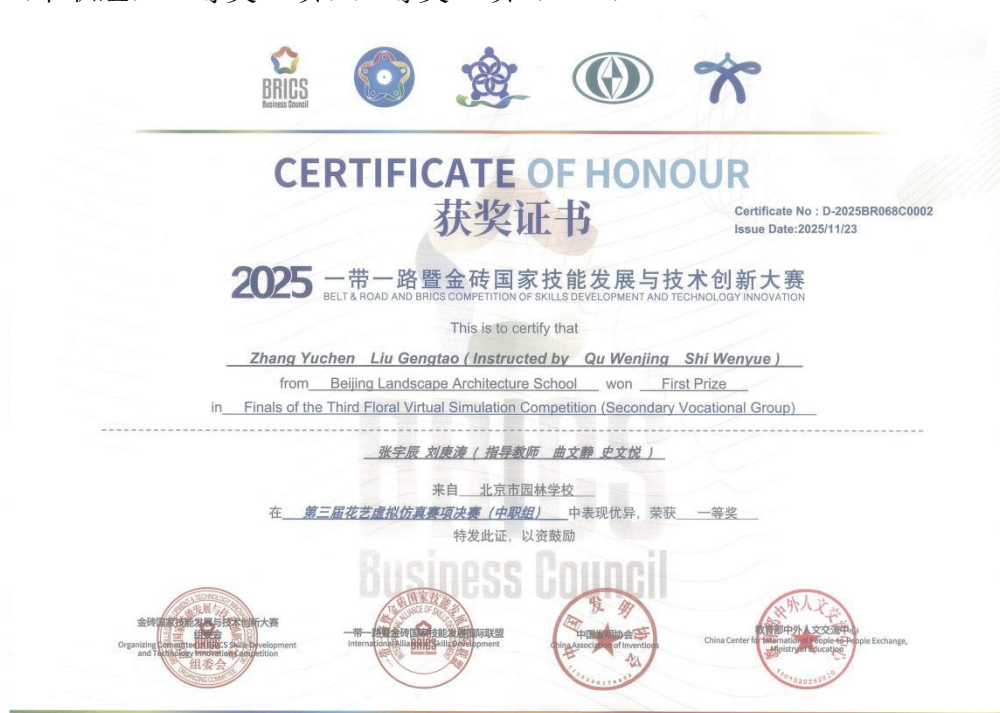 BRICS
Business Council
CERTIFICATE OF HONOUR
获奖证书
Certificate No : D-2025BR068C0002
Issue Date:2025/11/23
2025 一带一路暨金砖国家技能发展与技术创新大赛
BELT & ROAD AND BRICS COMPETITION OF SKILLS DEVELOPMENT AND TECHNOLOGY INNOVATION
This is to certify that
Zhang Yuchen Liu Gengtao ( Instructed by Qu Wenjing Shi Wenyue )
from Beijing Landscape Architecture School won First Prize
in Finals of the Third Floral Virtual Simulation Competition (Secondary Vocational Group)
张宇辰 刘庚涛 ( 指导教师 曲文静 史文悦 )
来自 北京市园林学校
在 第三届花艺虚拟仿真赛项决赛（中职组） 中表现优异，荣获 一等奖
特发此证，以资鼓励
BRICS
Business Council
金砖国家技能发展与技术创新大赛
组委会
Organizing Committee of BRICS Skills Development
and Technology Innovation Competition
组委会
ORGANIZING COMMITTEE
一带一路暨金砖国家技能发展国际联盟
International Alliance of Skills Development
BRICS
中国发明协会
China Association of Inventions
中国发明协会
教育部中外人文交流中心
China Center for International People-to-People Exchange,
Ministry of Education